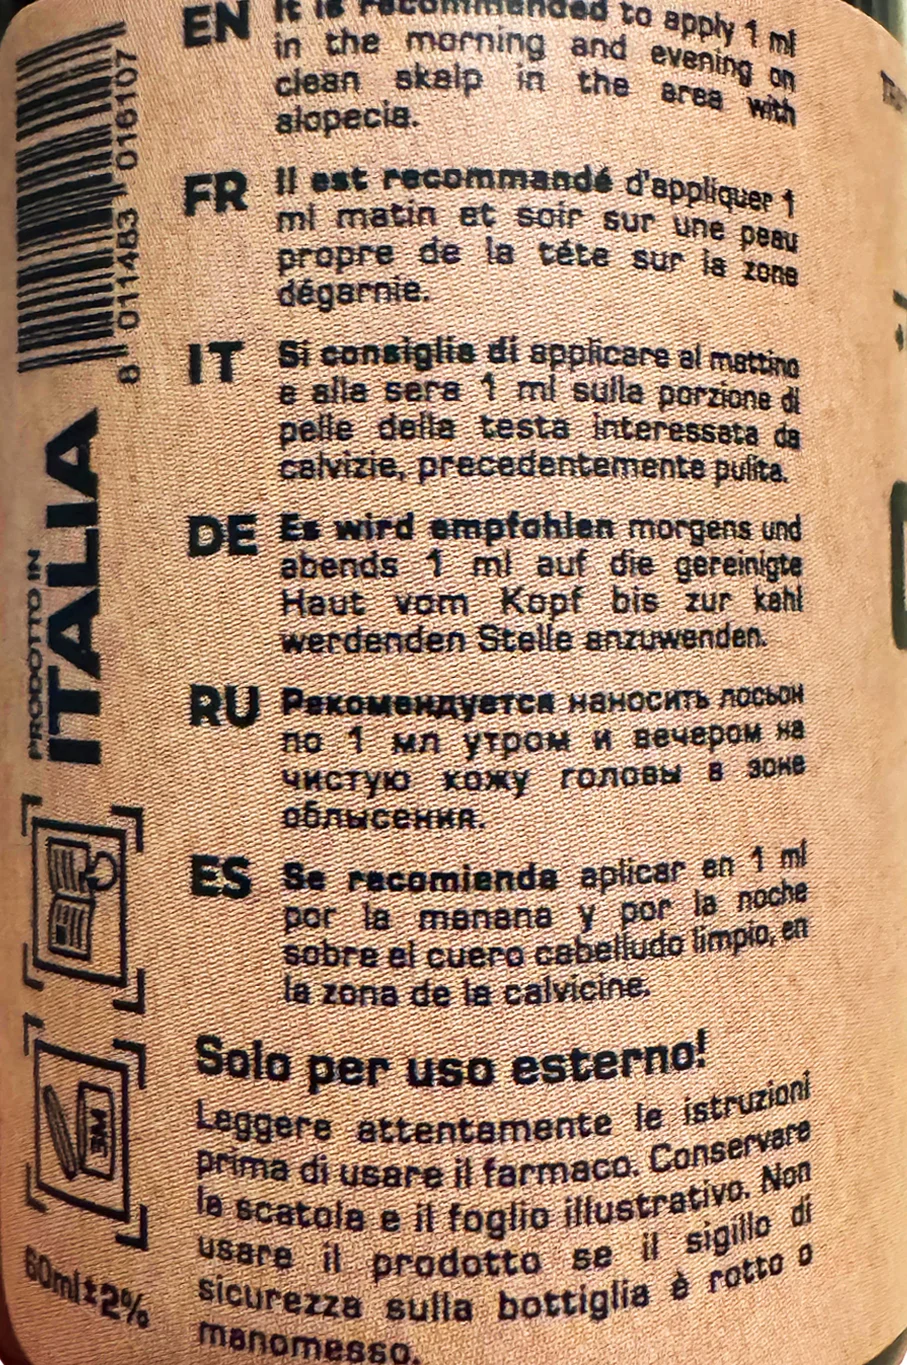 EN It is recommended to apply 1 ml
in the morning and evening on
clean skalp in the area with
alopecia.
FR Il est recommandé d'appliquer 1
ml matin et soir sur une peau
propre de la tête sur la zone
dégarnie.
IT Si consiglia di applicare al mattino
e alla sera 1 ml sulla porzione di
pelle della testa interessata da
calvizie, precedentemente pulita.
DE Es wird empfohlen morgens und
abends 1 ml auf die gereinigte
Haut vom Kopf bis zur kahl
werdenden Stelle anzuwenden.
RU Рекомендуется наносить лосьон
по 1 мл утром и вечером на
чистую кожу головы в зоне
облысения.
ES Se recomienda aplicar en 1 ml
por la manana y por la noche
sobre el cuero cabelludo limpio, en
la zona de la calvicine.
Solo per uso esterno!
Leggere attentamente le istruzioni
prima di usare il farmaco. Conservare
la scatola e il foglio illustrativo. Non
usare il prodotto se il sigillo di
sicurezza sulla bottiglia è rotto o
manomesso.
8 011483 016107
PRODOTTO IN
ITALIA
3M
60ml±2%